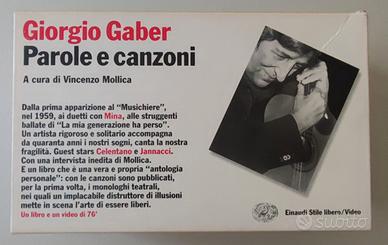 Giorgio Gaber
Parole e canzoni
A cura di Vincenzo Mollica
Dalla prima apparizione al "Musichiere",
nel 1959, ai duetti con Mina, alle struggenti
ballate di "La mia generazione ha perso".
Un artista rigoroso e solitario accompagna
da quaranta anni i nostri sogni, canta la nostra
fragilità. Guest stars Celentano e Jannacci.
Con una intervista inedita di Mollica.
E un libro che è una vera e propria "antologia
personale": con le canzoni sono pubblicati,
per la prima volta, i monologhi teatrali,
nei quali un implacabile distruttore di illusioni
mette in scena l'arte di essere liberi.
Un libro e un video di 76'
Einaudi Stile libero/Video
subito